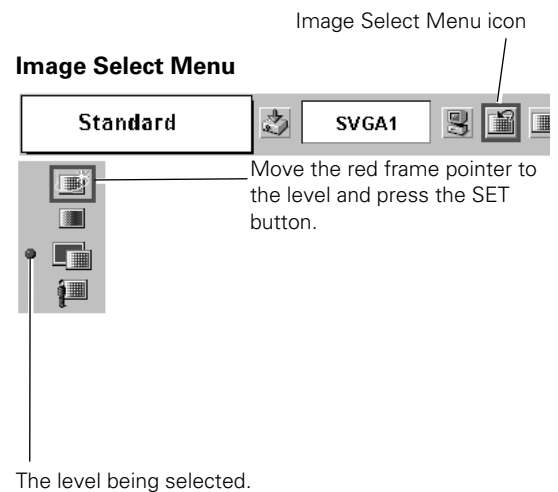 Image Select Menu icon
Image Select Menu
Standard
SVGA1
Move the red frame pointer to
the level and press the SET
button.
The level being selected.